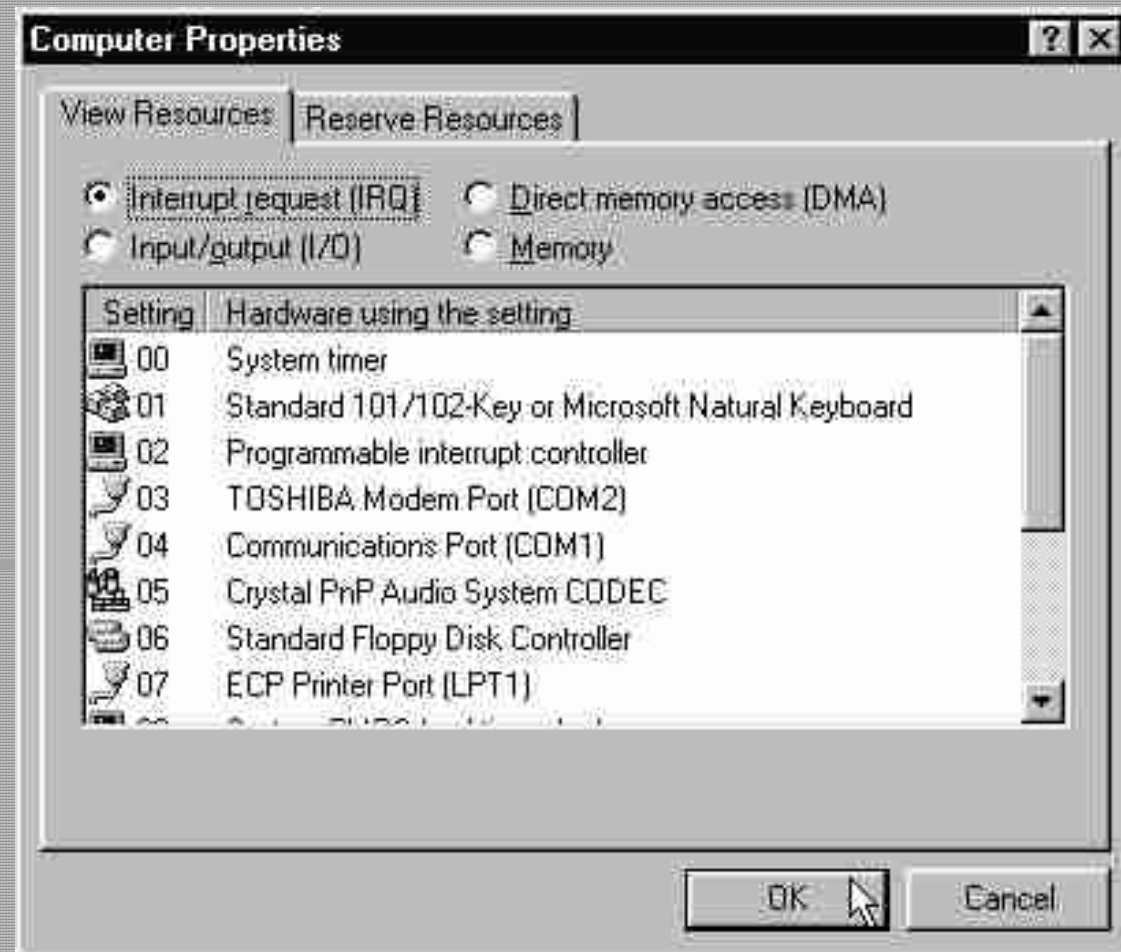 Computer Properties
View Resources Reserve Resources
Interrupt request (IRQ) Direct memory access (DMA)
Input/output (I/O) Memory
Setting Hardware using the setting
00 System timer
01 Standard 101/102-Key or Microsoft Natural Keyboard
02 Programmable interrupt controller
03 TOSHIBA Modem Port (COM2)
04 Communications Port (COM1)
05 Crystal PnP Audio System CODEC
06 Standard Floppy Disk Controller
07 ECP Printer Port (LPT1)
OK Cancel